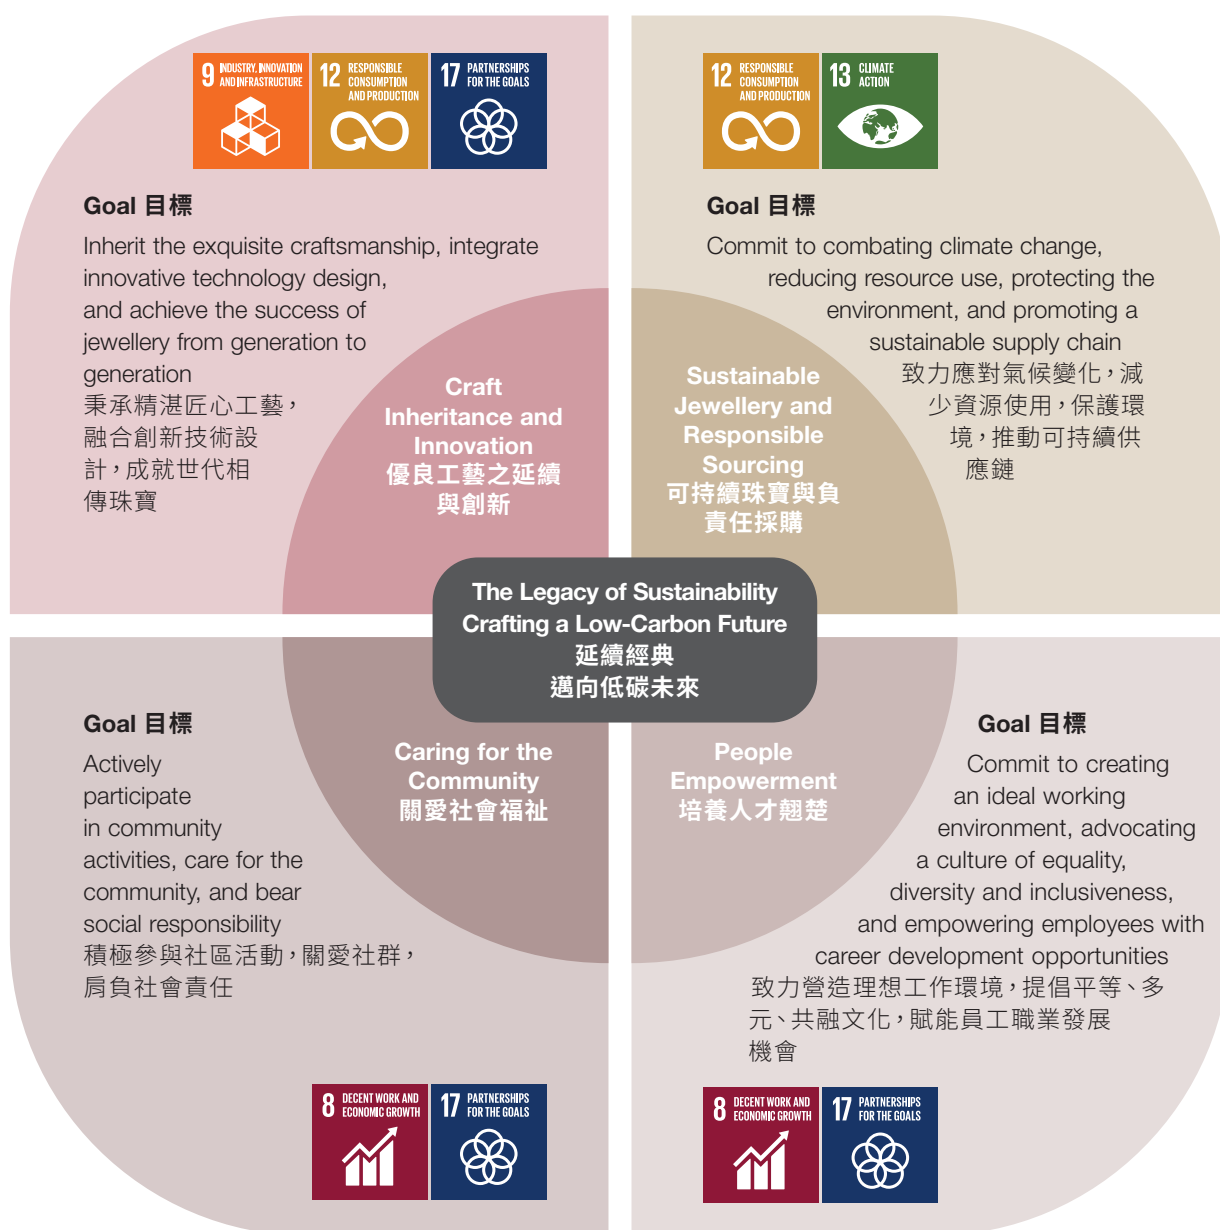 9 INDUSTRY, INNOVATION
AND INFRASTRUCTURE
12 RESPONSIBLE
CONSUMPTION
AND PRODUCTION
17 PARTNERSHIPS
FOR THE GOALS
Goal 目標
Inherit the exquisite craftsmanship, integrate
innovative technology design,
and achieve the success of
jewellery from generation to
generation
秉承精湛匠心工藝，
融合創新技術設
計，成就世代相
傳珠寶
Craft
Inheritance and
Innovation
優良工藝之延續
與創新
12 RESPONSIBLE
CONSUMPTION
AND PRODUCTION
13 CLIMATE
ACTION
Goal 目標
Commit to combating climate change,
reducing resource use, protecting the
environment, and promoting a
sustainable supply chain
致力應對氣候變化，減
少資源使用，保護環
境，推動可持續供
應鏈
Sustainable
Jewellery and
Responsible
Sourcing
可持續珠寶與負
責任採購
The Legacy of Sustainability
Crafting a Low-Carbon Future
延續經典
邁向低碳未來
Goal 目標
Actively
participate
in community
activities, care for the
community, and bear
social responsibility
積極參與社區活動，關愛社群，
肩負社會責任
Caring for the
Community
關愛社會福祉
8 DECENT WORK AND
ECONOMIC GROWTH
17 PARTNERSHIPS
FOR THE GOALS
People
Empowerment
培養人才翹楚
Goal 目標
Commit to creating
an ideal working
environment, advocating
a culture of equality,
diversity and inclusiveness,
and empowering employees with
career development opportunities
致力營造理想工作環境，提倡平等、多
元、共融文化，賦能員工職業發展
機會
8 DECENT WORK AND
ECONOMIC GROWTH
17 PARTNERSHIPS
FOR THE GOALS